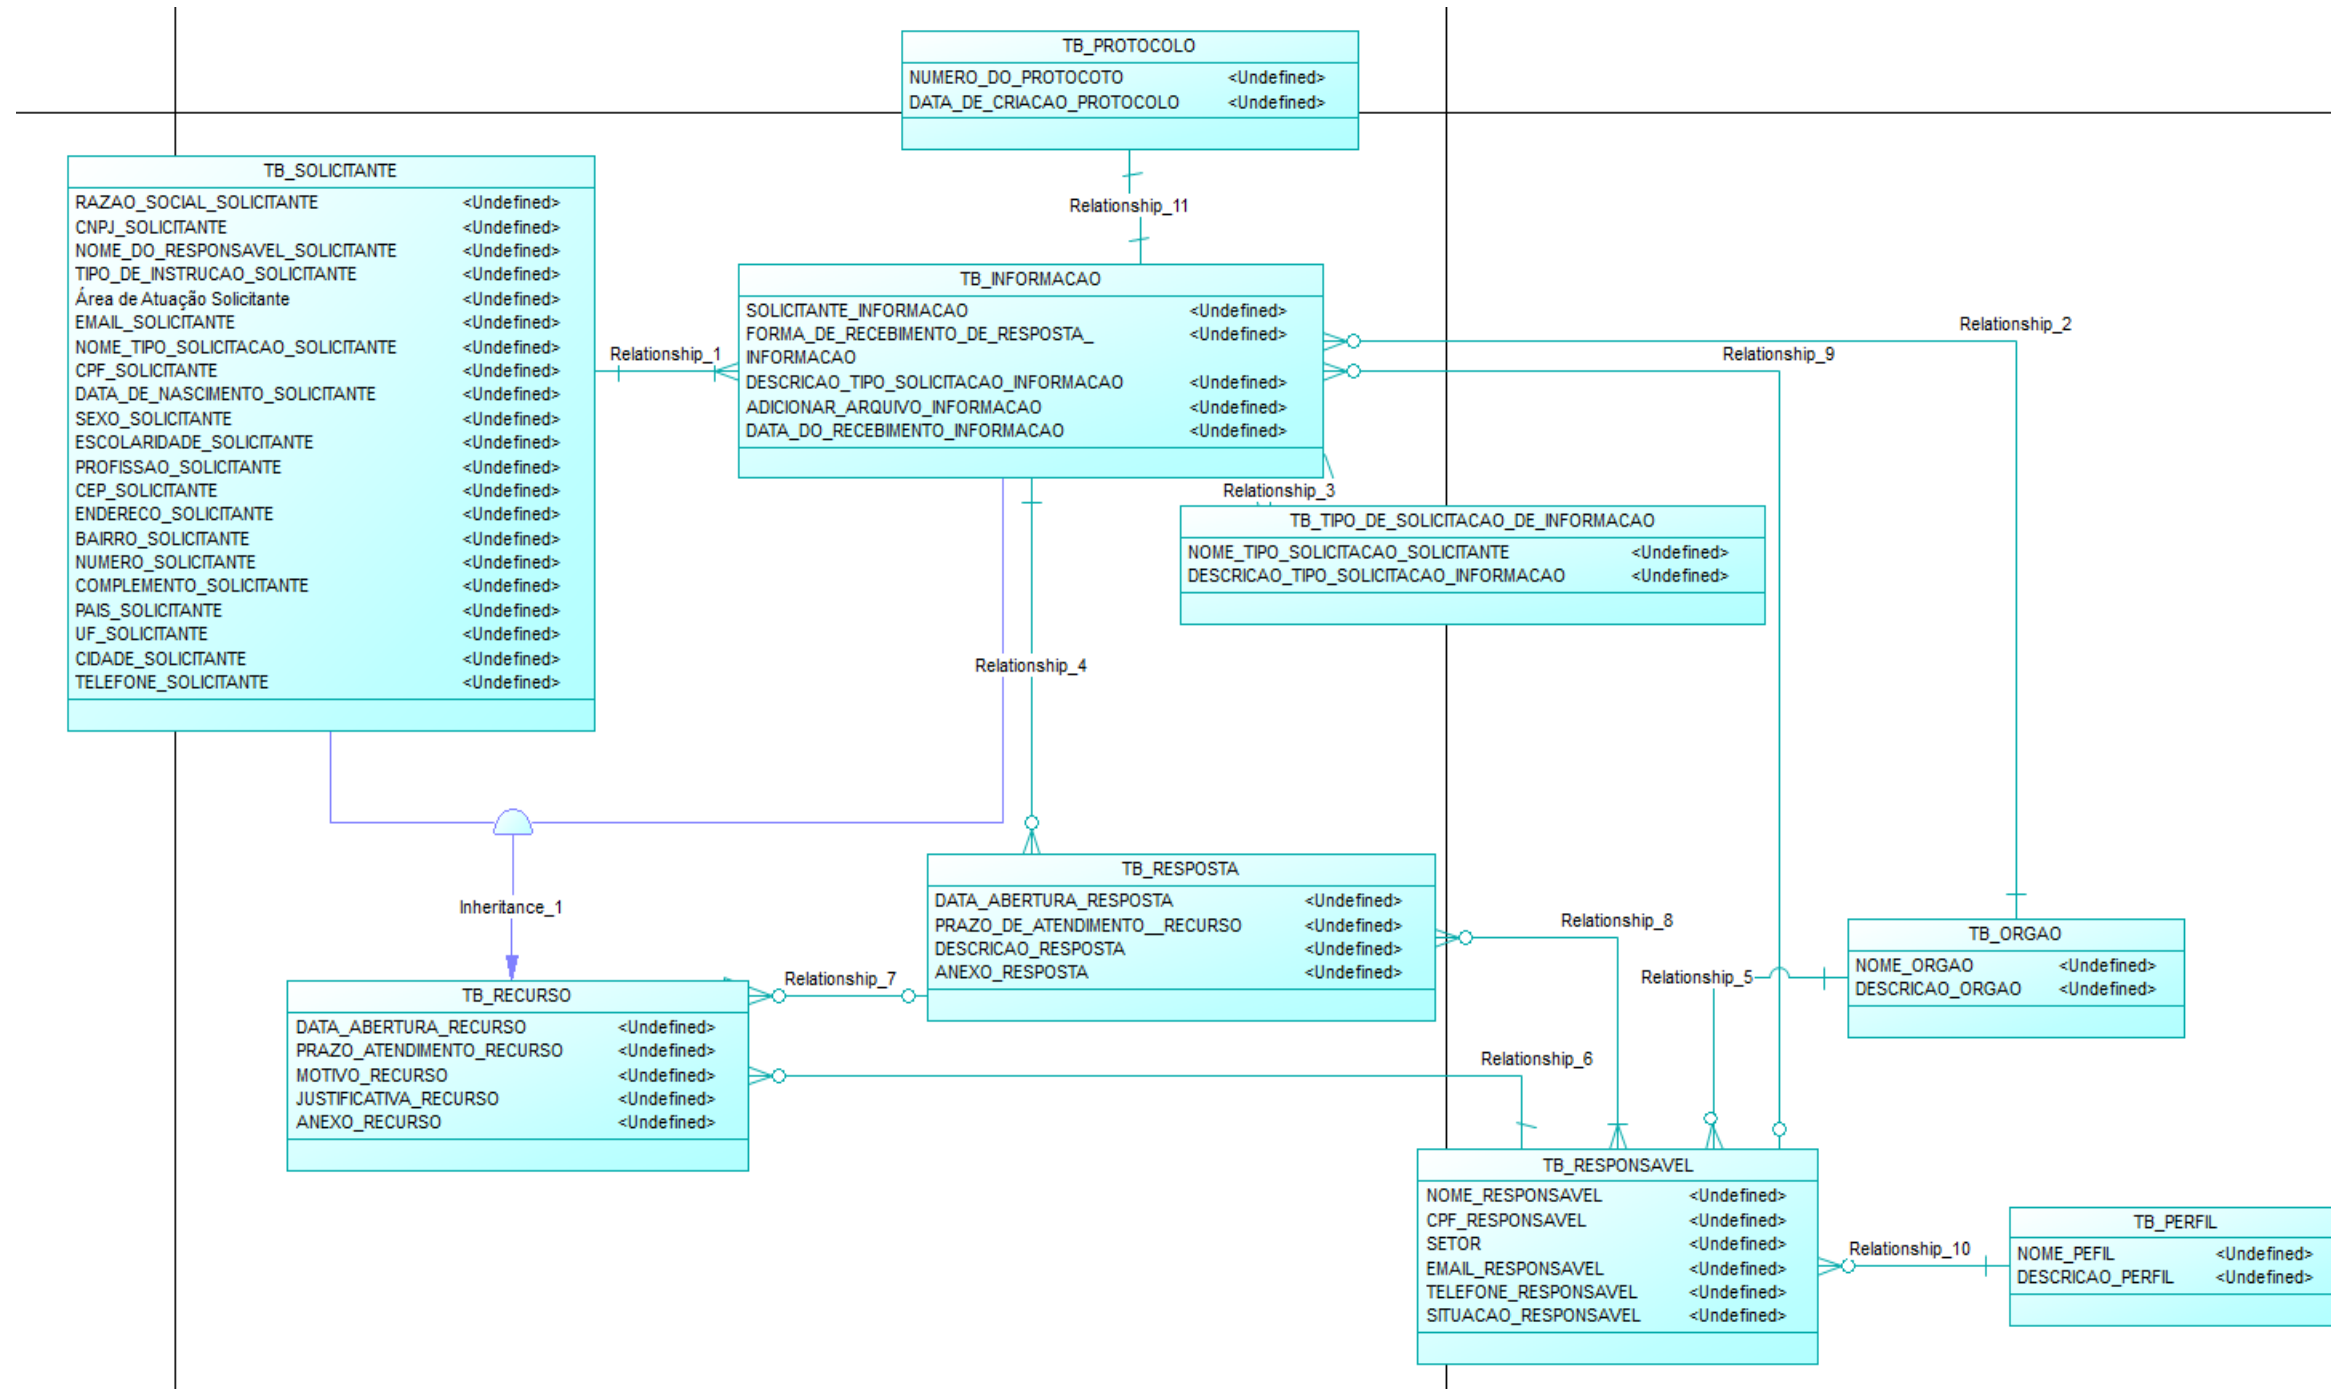 TB_PROTOCOLO
NUMERO_DO_PROTOCOTO <Undefined>
DATA_DE_CRIACAO_PROTOCOLO <Undefined>
TB_SOLICITANTE
RAZAO_SOCIAL_SOLICITANTE <Undefined>
CNPJ_SOLICITANTE <Undefined>
NOME_DO_RESPONSAVEL_SOLICITANTE <Undefined>
TIPO_DE_INSTRUCAO_SOLICITANTE <Undefined>
Área de Atuação Solicitante <Undefined>
EMAIL_SOLICITANTE <Undefined>
NOME_TIPO_SOLICITACAO_SOLICITANTE <Undefined>
CPF_SOLICITANTE <Undefined>
DATA_DE_NASCIMENTO_SOLICITANTE <Undefined>
SEXO_SOLICITANTE <Undefined>
ESCOLARIDADE_SOLICITANTE <Undefined>
PROFISSAO_SOLICITANTE <Undefined>
CEP_SOLICITANTE <Undefined>
ENDERECO_SOLICITANTE <Undefined>
BAIRRO_SOLICITANTE <Undefined>
NUMERO_SOLICITANTE <Undefined>
COMPLEMENTO_SOLICITANTE <Undefined>
PAIS_SOLICITANTE <Undefined>
UF_SOLICITANTE <Undefined>
CIDADE_SOLICITANTE <Undefined>
TELEFONE_SOLICITANTE <Undefined>
Relationship_11
Relationship_1
TB_INFORMACAO
SOLICITANTE_INFORMACAO <Undefined>
FORMA_DE_RECEBIMENTO_DE_RESPOSTA_ <Undefined>
INFORMACAO
DESCRICAO_TIPO_SOLICITACAO_INFORMACAO <Undefined>
ADICIONAR_ARQUIVO_INFORMACAO <Undefined>
DATA_DO_RECEBIMENTO_INFORMACAO <Undefined>
Relationship_2
Relationship_9
Relationship_3
TB_TIPO_DE_SOLICITACAO_DE_INFORMACAO
NOME_TIPO_SOLICITACAO_SOLICITANTE <Undefined>
DESCRICAO_TIPO_SOLICITACAO_INFORMACAO <Undefined>
Relationship_4
Inheritance_1
TB_RESPOSTA
DATA_ABERTURA_RESPOSTA <Undefined>
PRAZO_DE_ATENDIMENTO__RECURSO <Undefined>
DESCRICAO_RESPOSTA <Undefined>
ANEXO_RESPOSTA <Undefined>
Relationship_8
TB_ORGAO
NOME_ORGAO <Undefined>
DESCRICAO_ORGAO <Undefined>
Relationship_5
Relationship_7
TB_RECURSO
DATA_ABERTURA_RECURSO <Undefined>
PRAZO_ATENDIMENTO_RECURSO <Undefined>
MOTIVO_RECURSO <Undefined>
JUSTIFICATIVA_RECURSO <Undefined>
ANEXO_RECURSO <Undefined>
Relationship_6
TB_RESPONSAVEL
NOME_RESPONSAVEL <Undefined>
CPF_RESPONSAVEL <Undefined>
SETOR <Undefined>
EMAIL_RESPONSAVEL <Undefined>
TELEFONE_RESPONSAVEL <Undefined>
SITUACAO_RESPONSAVEL <Undefined>
Relationship_10
TB_PERFIL
NOME_PEFIL <Undefined>
DESCRICAO_PERFIL <Undefined>